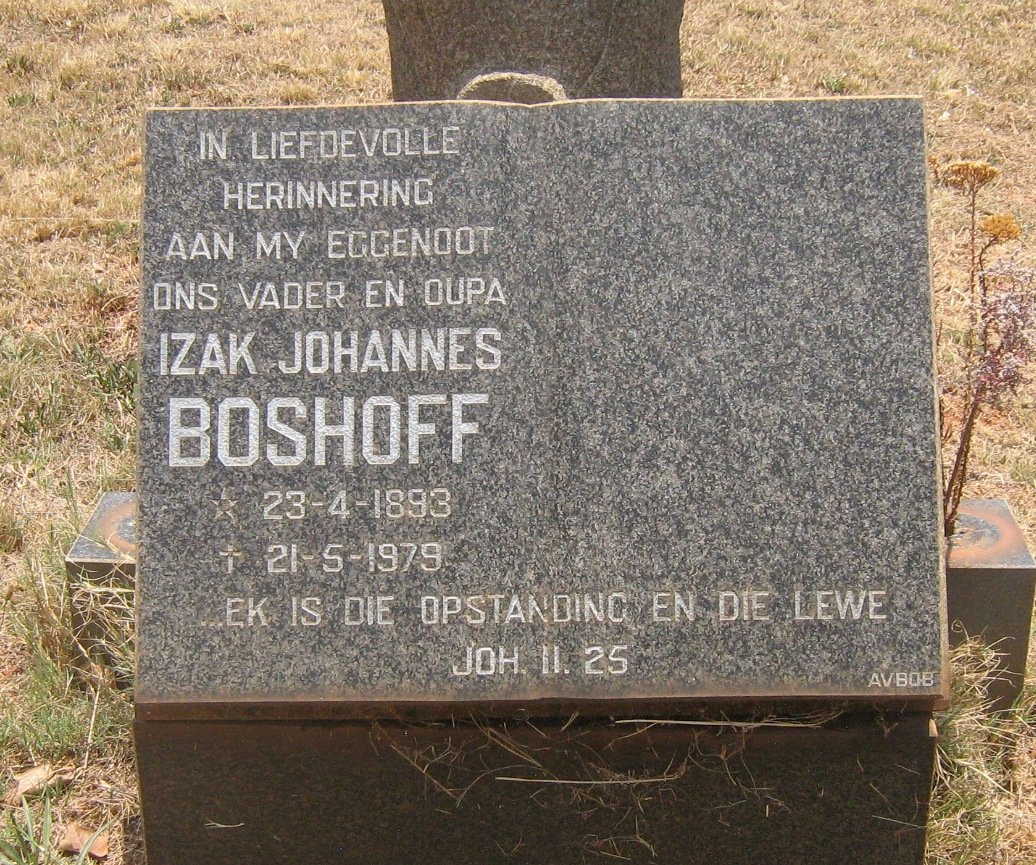 IN LIEFDEVOLLE
HERINNERING
AAN MY EGGENOOT
ONS VADER EN OUPA
IZAK JOHANNES
BOSHOFF
☆ 23-4-1893
† 21-5-1979
...EK IS DIE OPSTANDING EN DIE LEWE
JOH. 11. 25
AVBOB